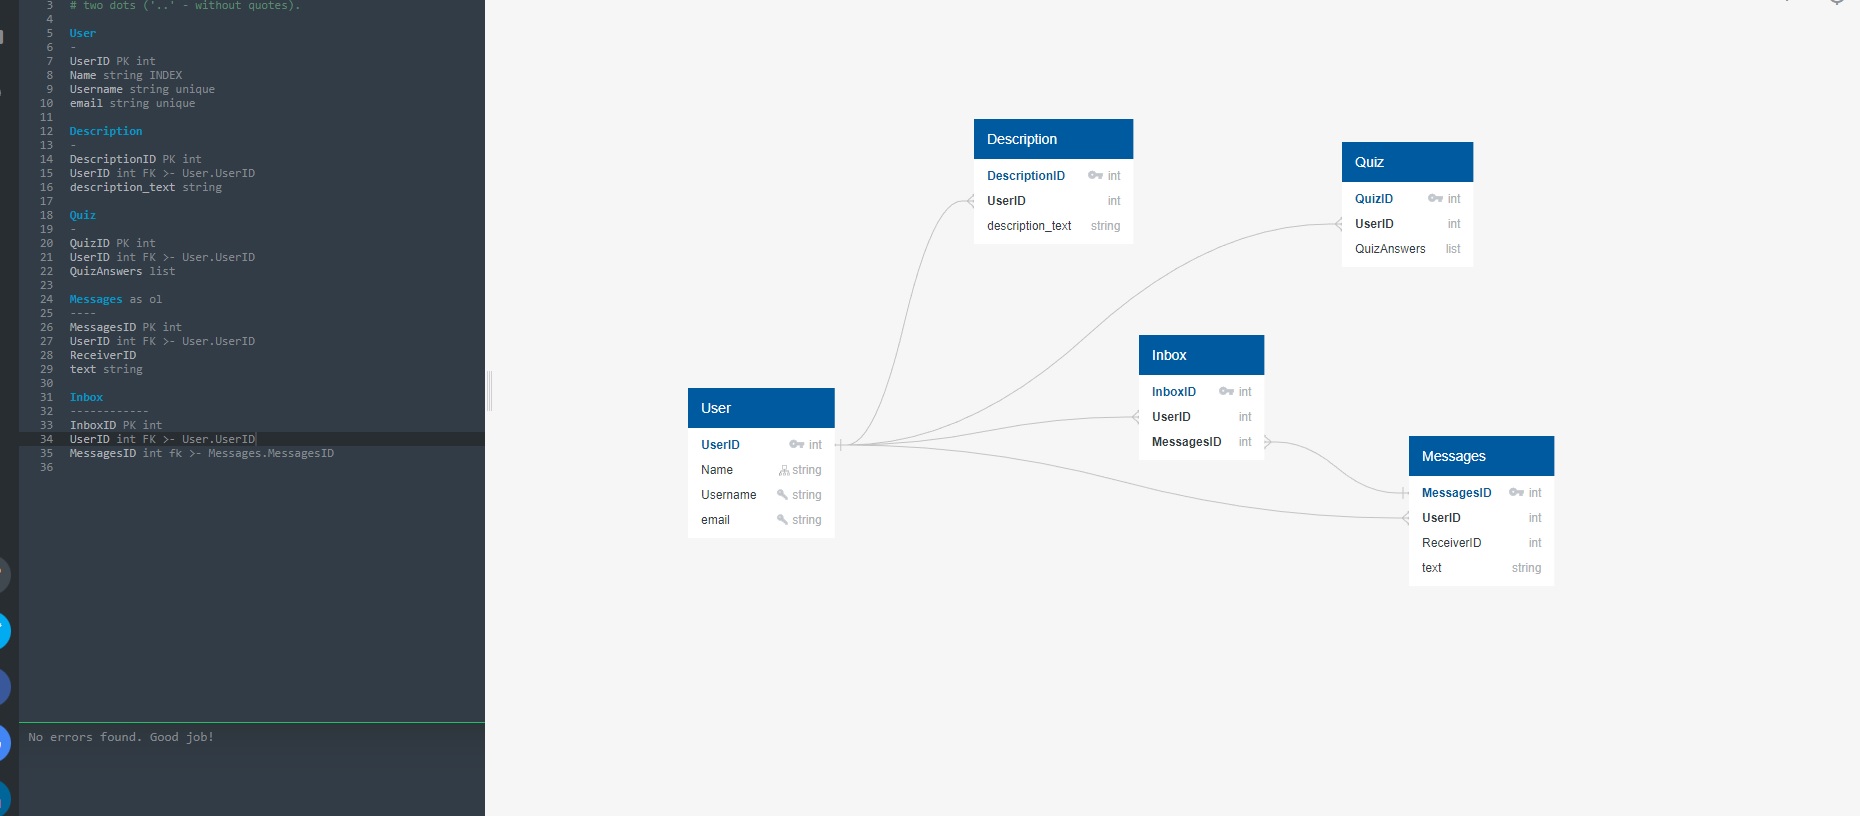 3 # two dots ('..' - without quotes).
4
5 User
6 -
7 UserID PK int
8 Name string INDEX
9 Username string unique
10 email string unique
11
12 Description
13 -
14 DescriptionID PK int
15 UserID int FK >- User.UserID
16 description_text string
17
18 Quiz
19 -
20 QuizID PK int
21 UserID int FK >- User.UserID
22 QuizAnswers list
23
24 Messages as ol
25 ----
26 MessagesID PK int
27 UserID int FK >- User.UserID
28 ReceiverID
29 text string
30
31 Inbox
32 ------------
33 InboxID PK int
34 UserID int FK >- User.UserID
35 MessagesID int fk >- Messages.MessagesID
36
No errors found. Good job!
Description
DescriptionID int
UserID int
description_text string
Quiz
QuizID int
UserID int
QuizAnswers list
Inbox
InboxID int
UserID int
MessagesID int
User
UserID int
Name string
Username string
email string
Messages
MessagesID int
UserID int
ReceiverID int
text string